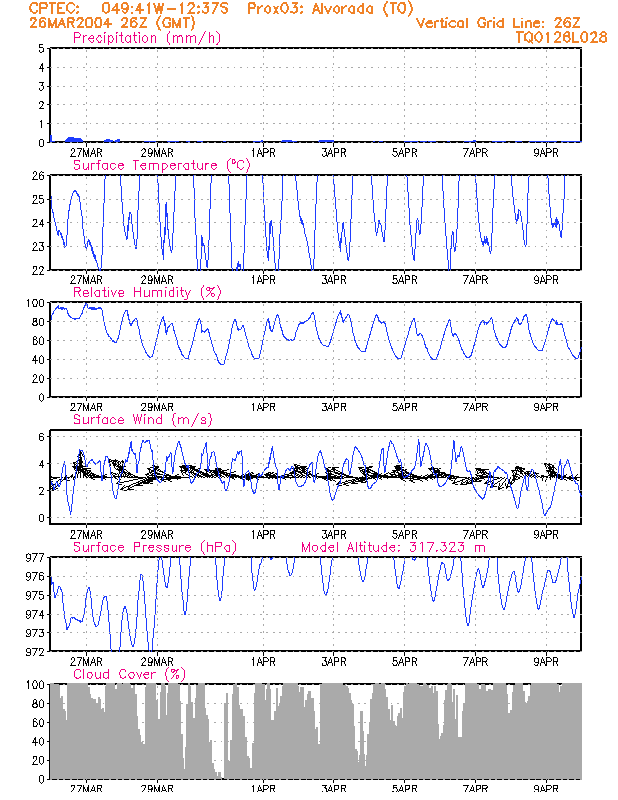 CPTEC: 049:41W-12:37S Prox03: Alvorada (TO)
26MAR2004 26Z (GMT) Vertical Grid Line: 26Z
Precipitation (mm/h) TQ0126L028
5
4
3
2
1
0
27MAR 29MAR 1APR 3APR 5APR 7APR 9APR
Surface Temperature (ºC)
26
25
24
23
22
27MAR 29MAR 1APR 3APR 5APR 7APR 9APR
Relative Humidity (%)
100
80
60
40
20
0
27MAR 29MAR 1APR 3APR 5APR 7APR 9APR
Surface Wind (m/s)
6
4
2
0
27MAR 29MAR 1APR 3APR 5APR 7APR 9APR
Surface Pressure (hPa) Model Altitude: 317.323 m
977
976
975
974
973
972
27MAR 29MAR 1APR 3APR 5APR 7APR 9APR
Cloud Cover (%)
100
80
60
40
20
0
27MAR 29MAR 1APR 3APR 5APR 7APR 9APR